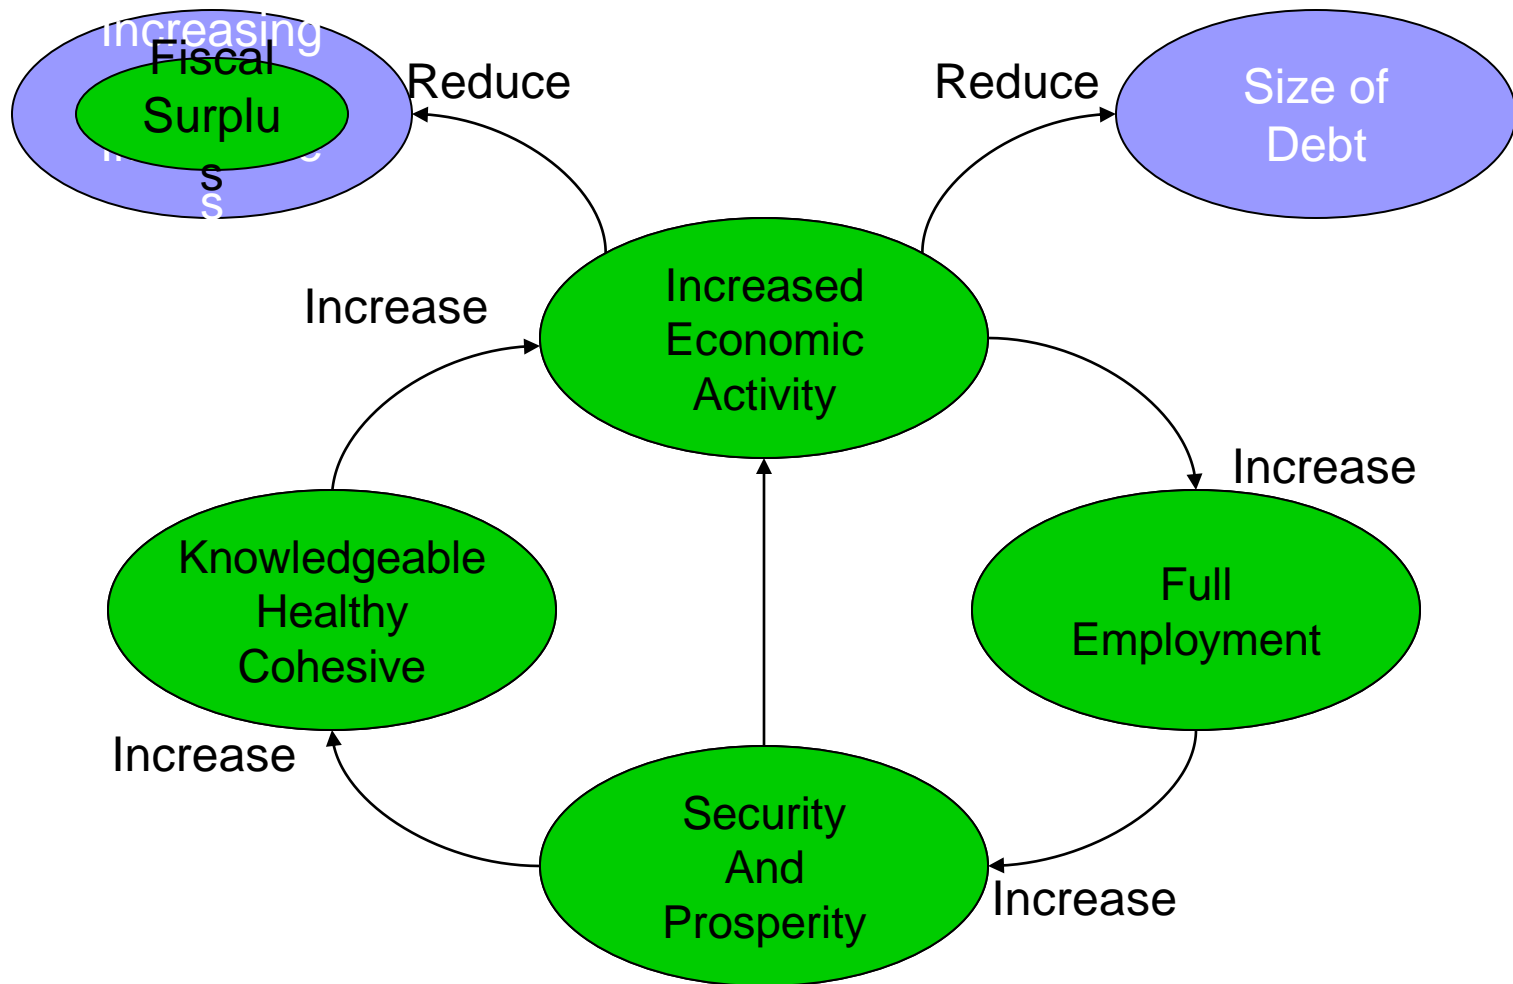 Increasing
Fiscal
Surplu
s
s
Reduce
Reduce
Size of
Debt
Increase
Increased
Economic
Activity
Increase
Knowledgeable
Healthy
Cohesive
Full
Employment
Increase
Security
And
Prosperity
Increase